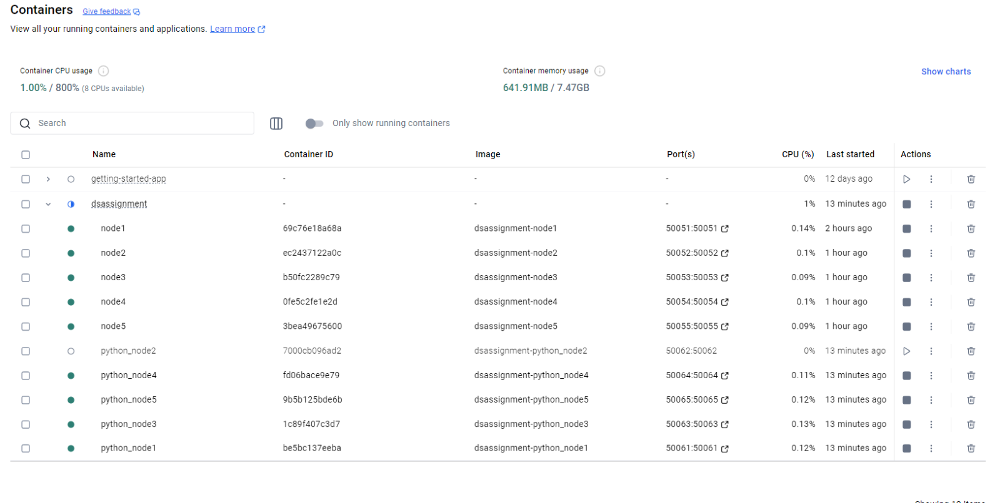 Containers Give feedback
View all your running containers and applications. Learn more
Container CPU usage Container memory usage Show charts
1.00% / 800% (8 CPUs available) 641.91MB / 7.47GB
Search Only show running containers
Name Container ID Image Port(s) CPU (%) Last started Actions
getting-started-app - - - 0% 12 days ago
dsassignment - - - 1% 13 minutes ago
node1 69c76e18a68a dsassignment-node1 50051:50051 0.14% 2 hours ago
node2 ec2437122a0c dsassignment-node2 50052:50052 0.1% 1 hour ago
node3 b50fc2289c79 dsassignment-node3 50053:50053 0.09% 1 hour ago
node4 0fe5c2fe1e2d dsassignment-node4 50054:50054 0.1% 1 hour ago
node5 3bea49675600 dsassignment-node5 50055:50055 0.09% 1 hour ago
python_node2 7000cb096ad2 dsassignment-python_node2 50062:50062 0% 13 minutes ago
python_node4 fd06bace9e79 dsassignment-python_node4 50064:50064 0.11% 13 minutes ago
python_node5 9b5b125bde6b dsassignment-python_node5 50065:50065 0.12% 13 minutes ago
python_node3 1c89f407c3d7 dsassignment-python_node3 50063:50063 0.13% 13 minutes ago
python_node1 be5bc137eeba dsassignment-python_node1 50061:50061 0.12% 13 minutes ago